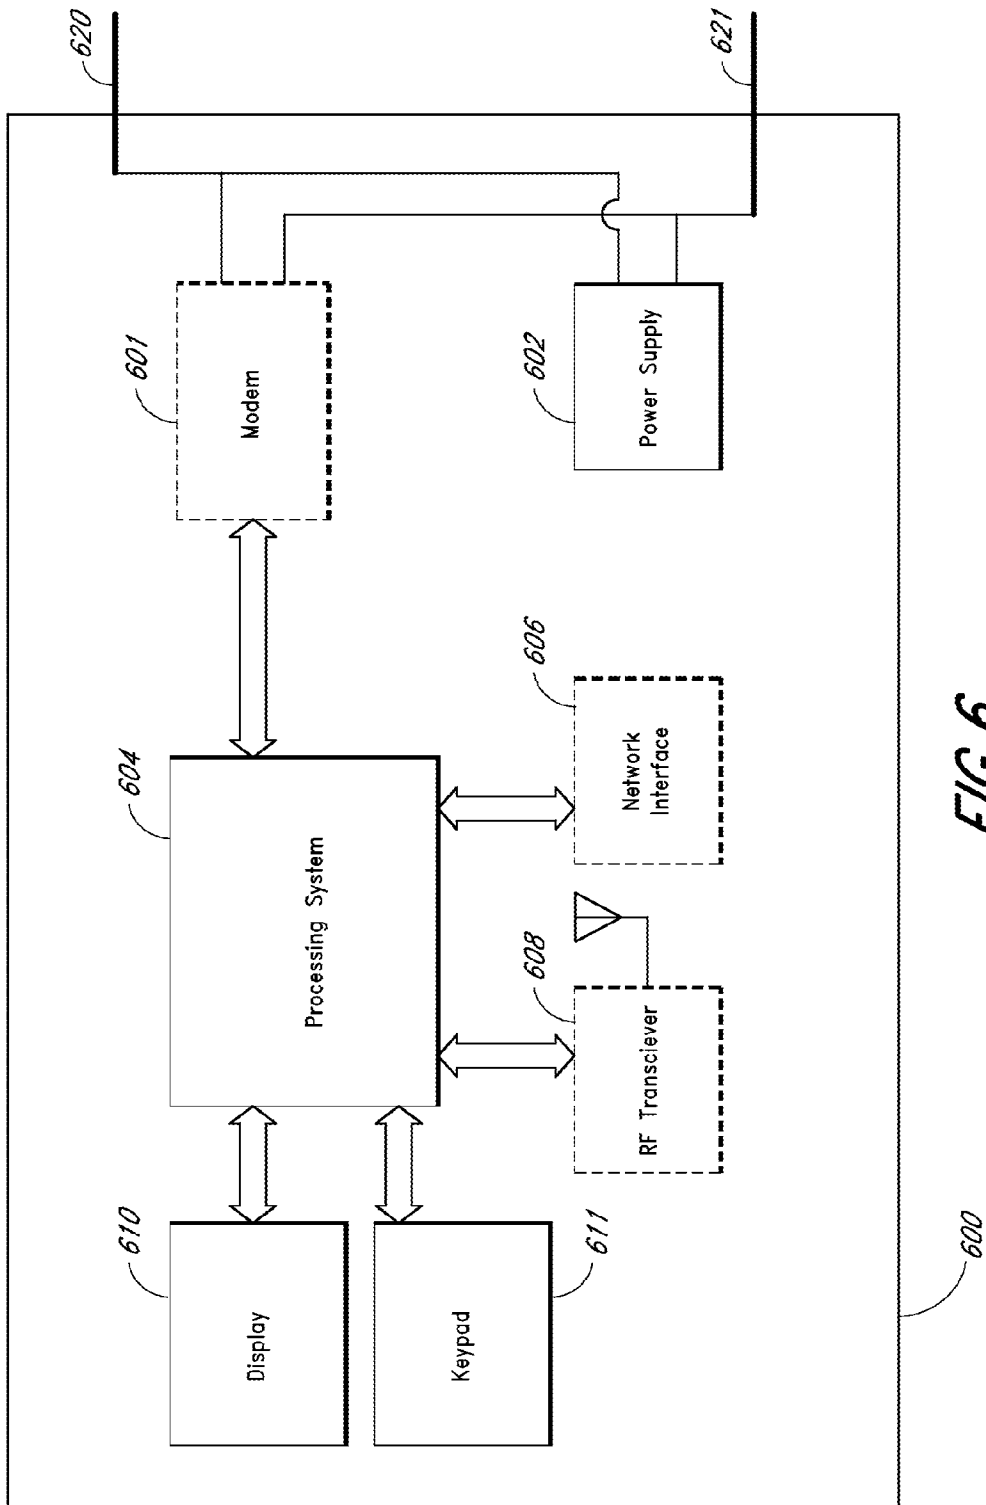 620
621
601
Modem
602
Power Supply
604
Processing System
606
Network
Interface
608
RF Transciever
610
Display
611
Keypad
600
FIG. 6